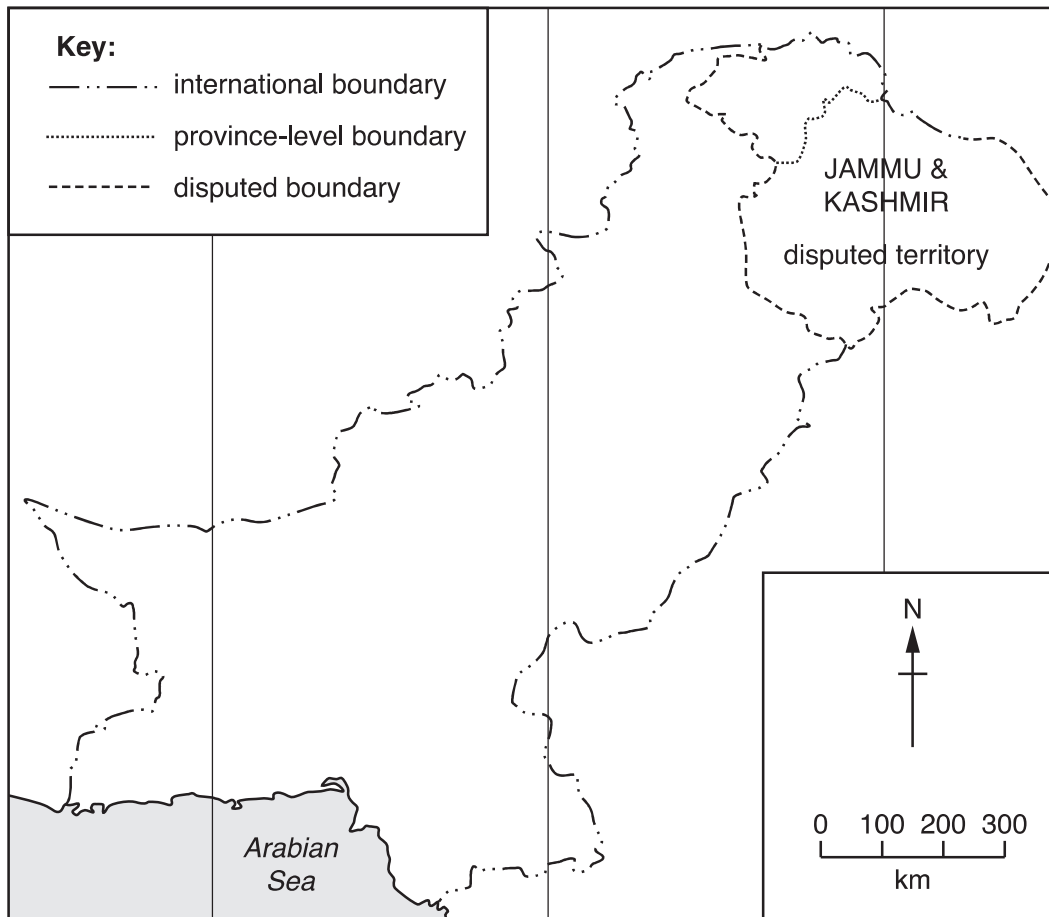 Key:
international boundary
province-level boundary
disputed boundary
JAMMU &
KASHMIR
disputed territory
N
0 100 200 300
km
Arabian
Sea